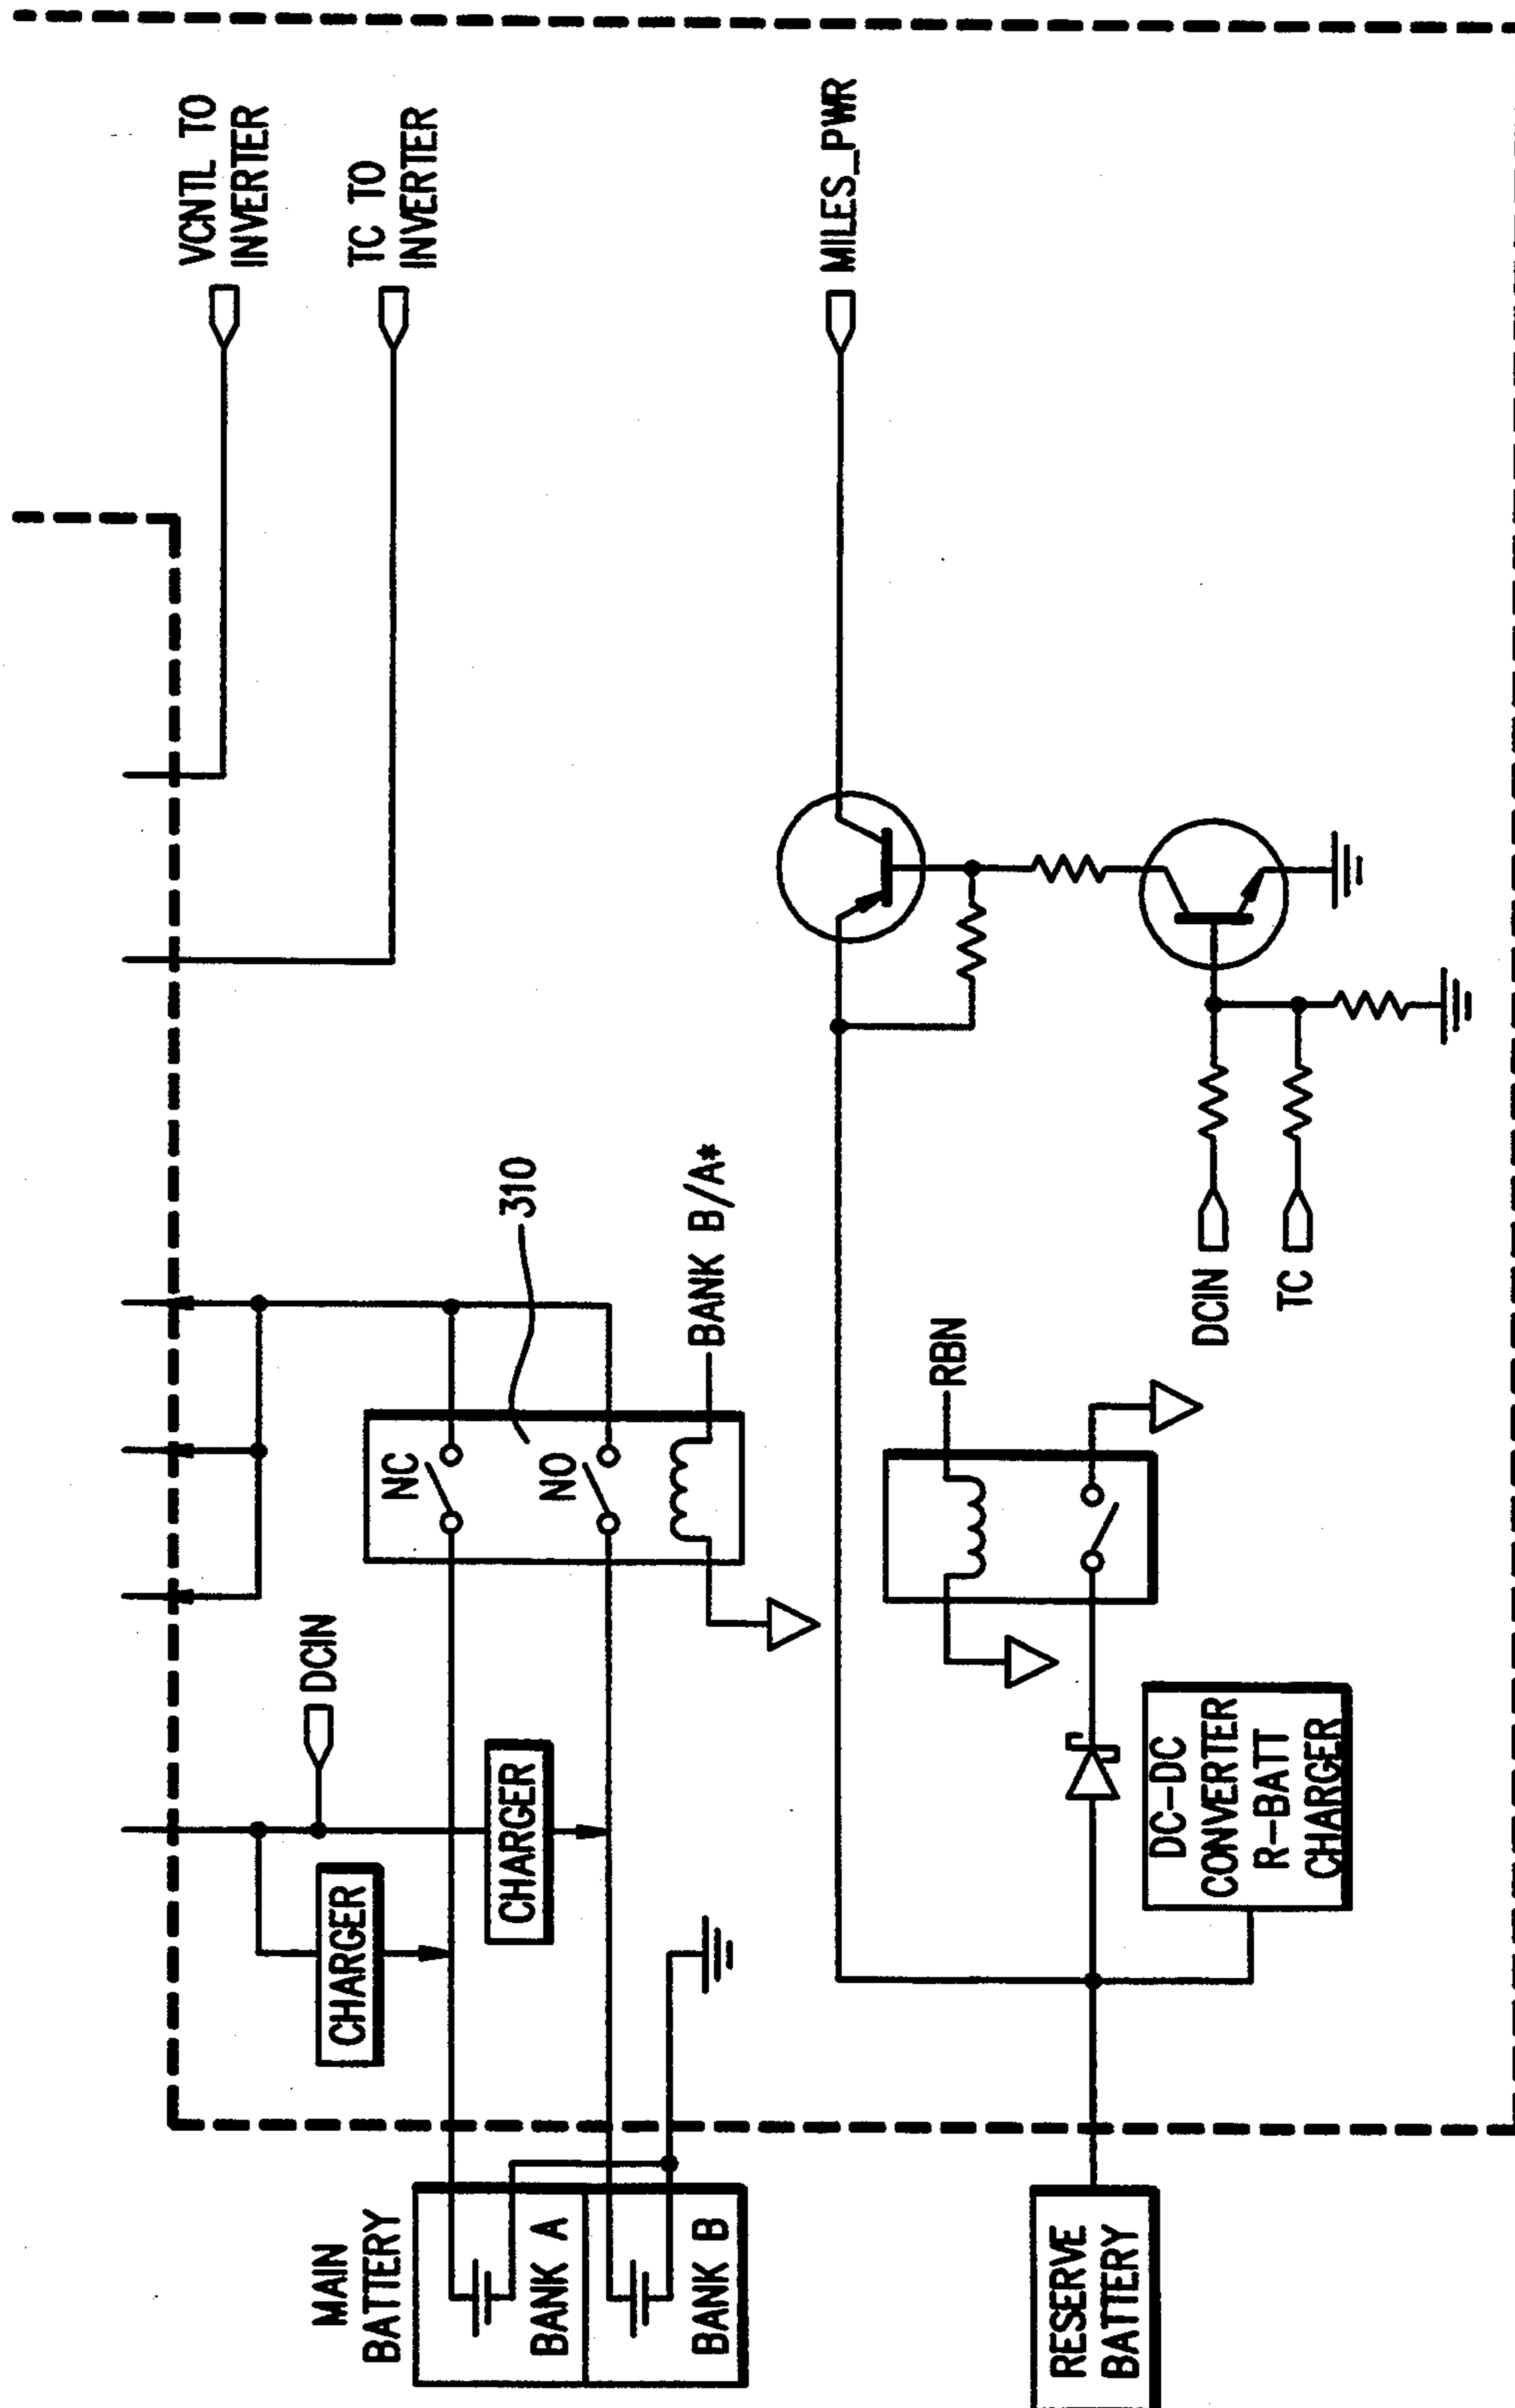 MAIN
BATTERY
BANK A
BANK B
CHARGER
CHARGER
DCIN
NC
NO
310
BANK B/A*
VCNTL TO
INVERTER
TC TO
INVERTER
MILES_PWR
RESERVE
BATTERY
DC-DC
CONVERTER
R-BATT
CHARGER
RBN
DCIN
TC